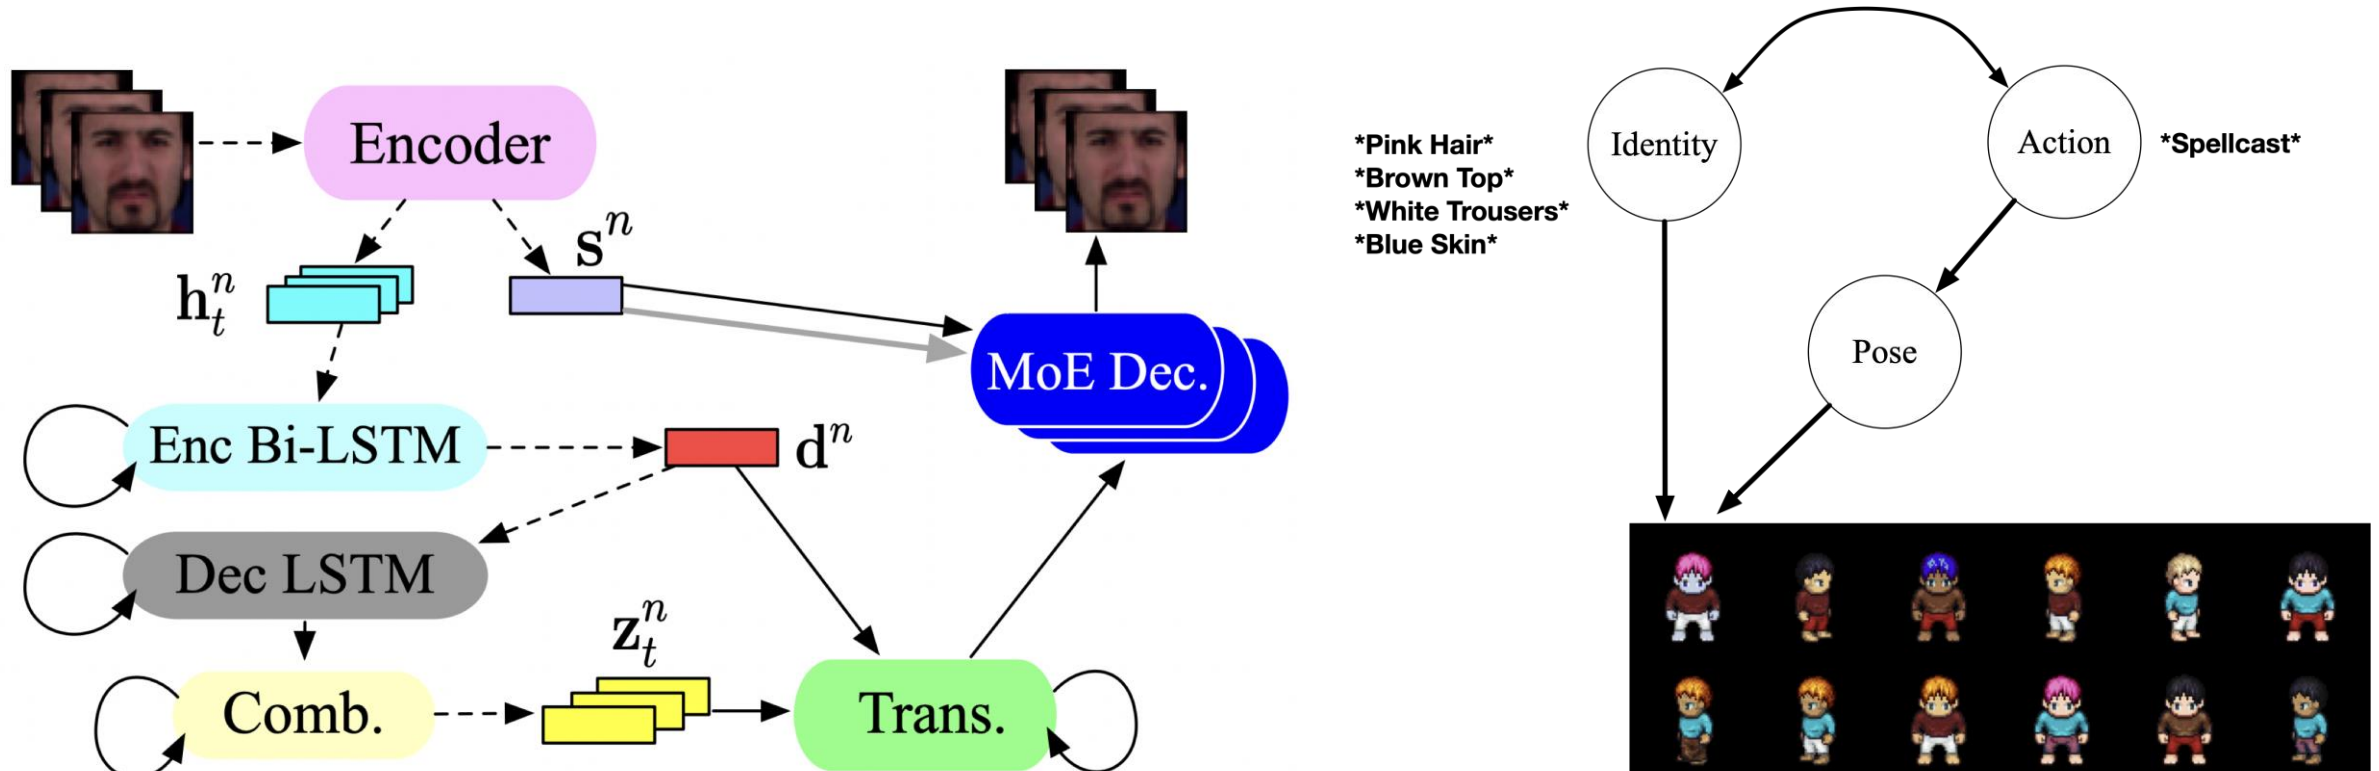 Encoder
s^n
h_t^n
MoE Dec.
Enc Bi-LSTM
d^n
Dec LSTM
z_t^n
Comb.
Trans.
*Pink Hair*
*Brown Top*
*White Trousers*
*Blue Skin*
Identity
Action
*Spellcast*
Pose